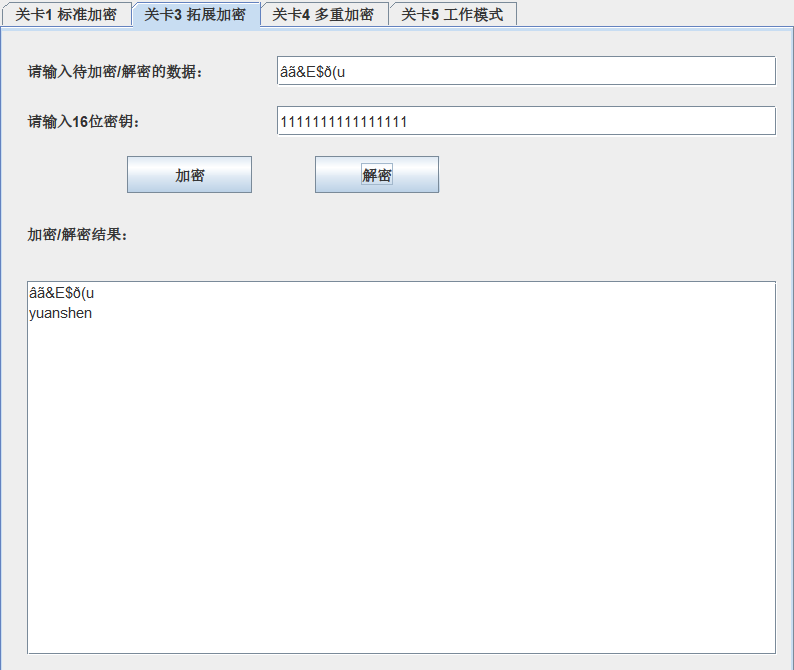 关卡1 标准加密 关卡3 拓展加密 关卡4 多重加密 关卡5 工作模式
请输入待加密/解密的数据: âã&E$ð(u
请输入16位密钥: 1111111111111111
加密 解密
加密/解密结果:
âã&E$ð(u
yuanshen